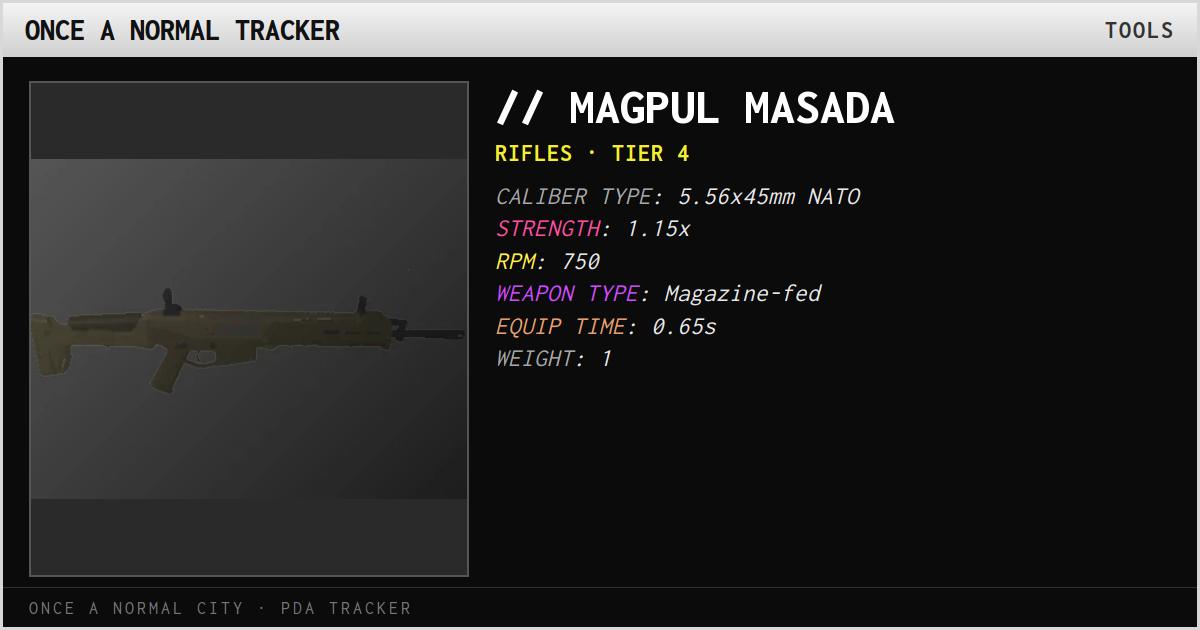 ONCE A NORMAL TRACKER
TOOLS
// MAGPUL MASADA
RIFLES · TIER 4
CALIBER TYPE: 5.56x45mm NATO
STRENGTH: 1.15x
RPM: 750
WEAPON TYPE: Magazine-fed
EQUIP TIME: 0.65s
WEIGHT: 1
ONCE A NORMAL CITY · PDA TRACKER